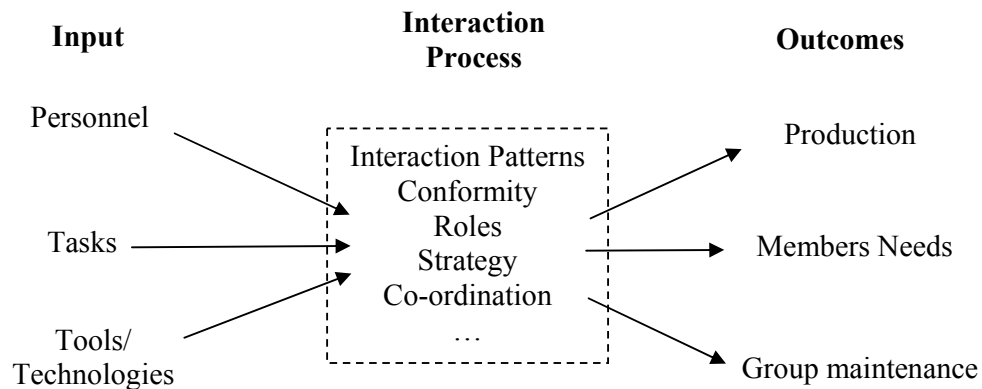 Input
Interaction
Process
Outcomes
Personnel
Tasks
Tools/
Technologies
Interaction Patterns
Conformity
Roles
Strategy
Co-ordination
…
Production
Members Needs
Group maintenance